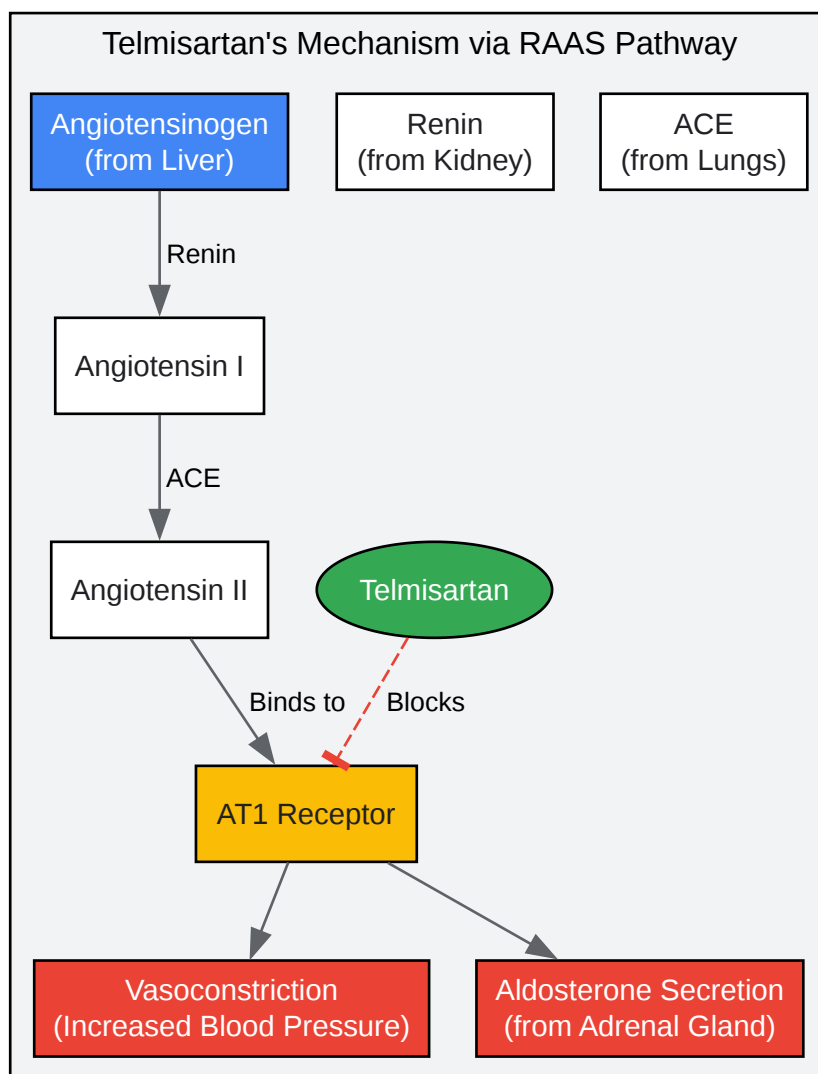 Telmisartan's Mechanism via RAAS Pathway
Angiotensinogen
(from Liver)
Renin
(from Kidney)
ACE
(from Lungs)
Renin
Angiotensin I
ACE
Angiotensin II
Telmisartan
Binds to
Blocks
AT1 Receptor
Vasoconstriction
(Increased Blood Pressure)
Aldosterone Secretion
(from Adrenal Gland)